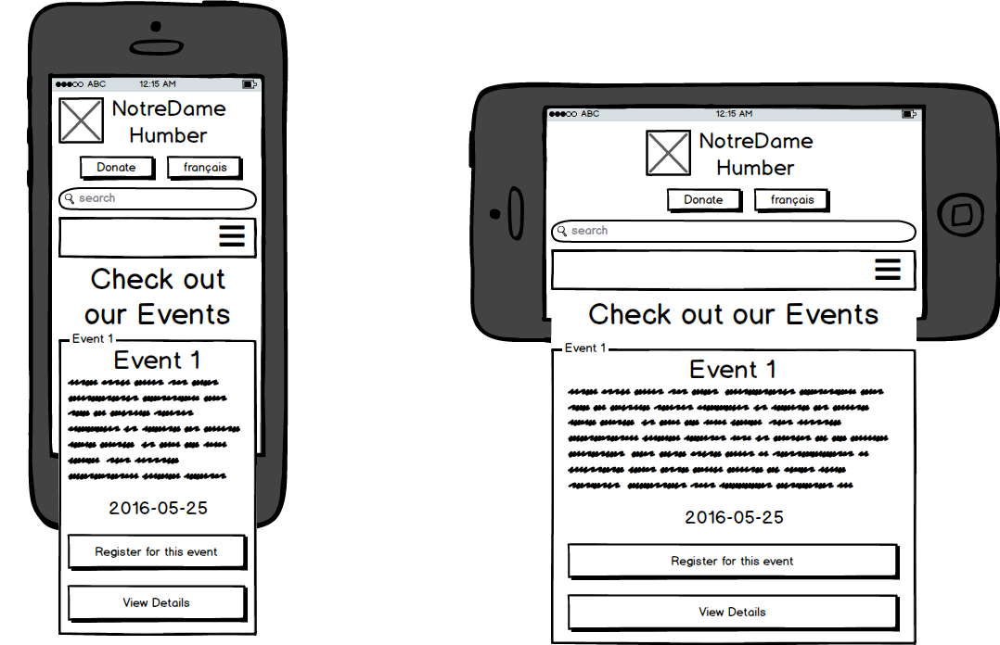 ABC 12:15 AM
NotreDame
Humber
Donate français
search
Check out
our Events
Event 1
Event 1
2016-05-25
Register for this event
View Details
ABC 12:15 AM
NotreDame
Humber
Donate français
search
Check out our Events
Event 1
Event 1
2016-05-25
Register for this event
View Details